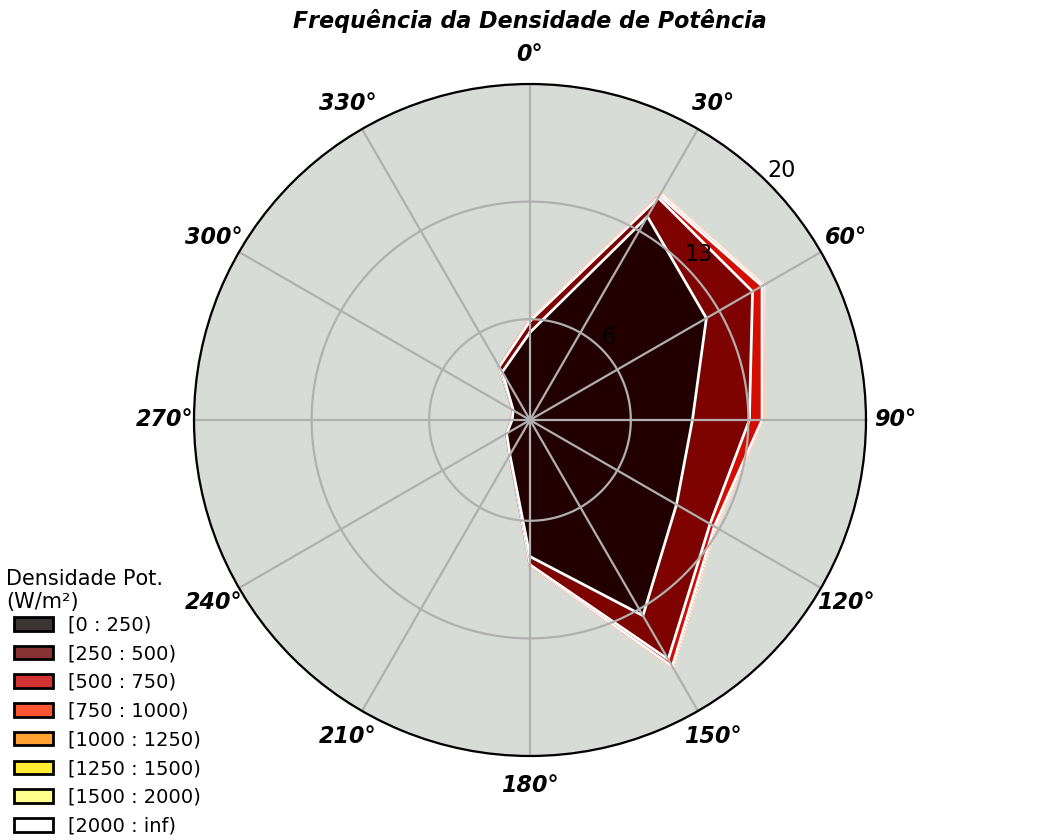 Frequência da Densidade de Potência
0°
330°
30°
20
300°
60°
13
6
270°
90°
240°
120°
210°
150°
180°
Densidade Pot.
(W/m²)
[0 : 250)
[250 : 500)
[500 : 750)
[750 : 1000)
[1000 : 1250)
[1250 : 1500)
[1500 : 2000)
[2000 : inf)